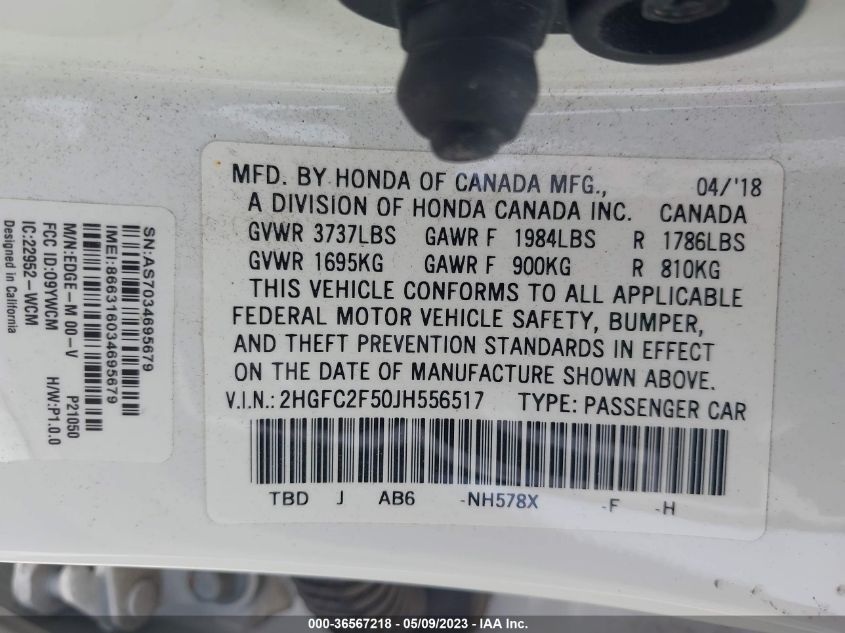 MFD. BY HONDA OF CANADA MFG., 04/'18
A DIVISION OF HONDA CANADA INC. CANADA
GVWR 3737LBS GAWR F 1984LBS R 1786LBS
GVWR 1695KG GAWR F 900KG R 810KG
THIS VEHICLE CONFORMS TO ALL APPLICABLE
FEDERAL MOTOR VEHICLE SAFETY, BUMPER,
AND THEFT PREVENTION STANDARDS IN EFFECT
ON THE DATE OF MANUFACTURE SHOWN ABOVE.
V.I.N.: 2HGFC2F50JH556517 TYPE: PASSENGER CAR
TBD J AB6 -NH578X -F -H
SN:AS7034695679
IMEI:866316034695679
M/N:EDGE-M 00-V P21050
FCC ID:09YWCM H/W:P1.0.0
IC:22952-WCM
Designed in California
000-36567218 - 05/09/2023 - IAA Inc.